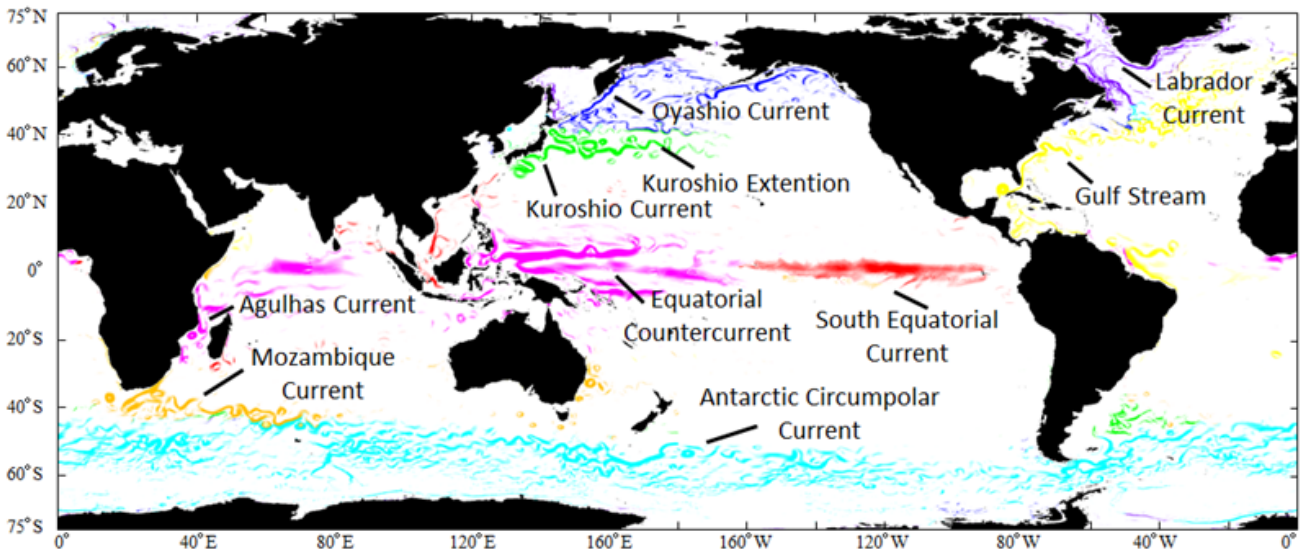 75°N
60°N
40°N
20°N
0°
20°S
40°S
60°S
75°S
Labrador
Current
Oyashio Current
Kuroshio Extention
Gulf Stream
Kuroshio Current
Agulhas Current
Equatorial
Countercurrent
South Equatorial
Current
Mozambique
Current
Antarctic Circumpolar
Current
0° 40°E 80°E 120°E 160°E 160°W 120°W 80°W 40°W 0°